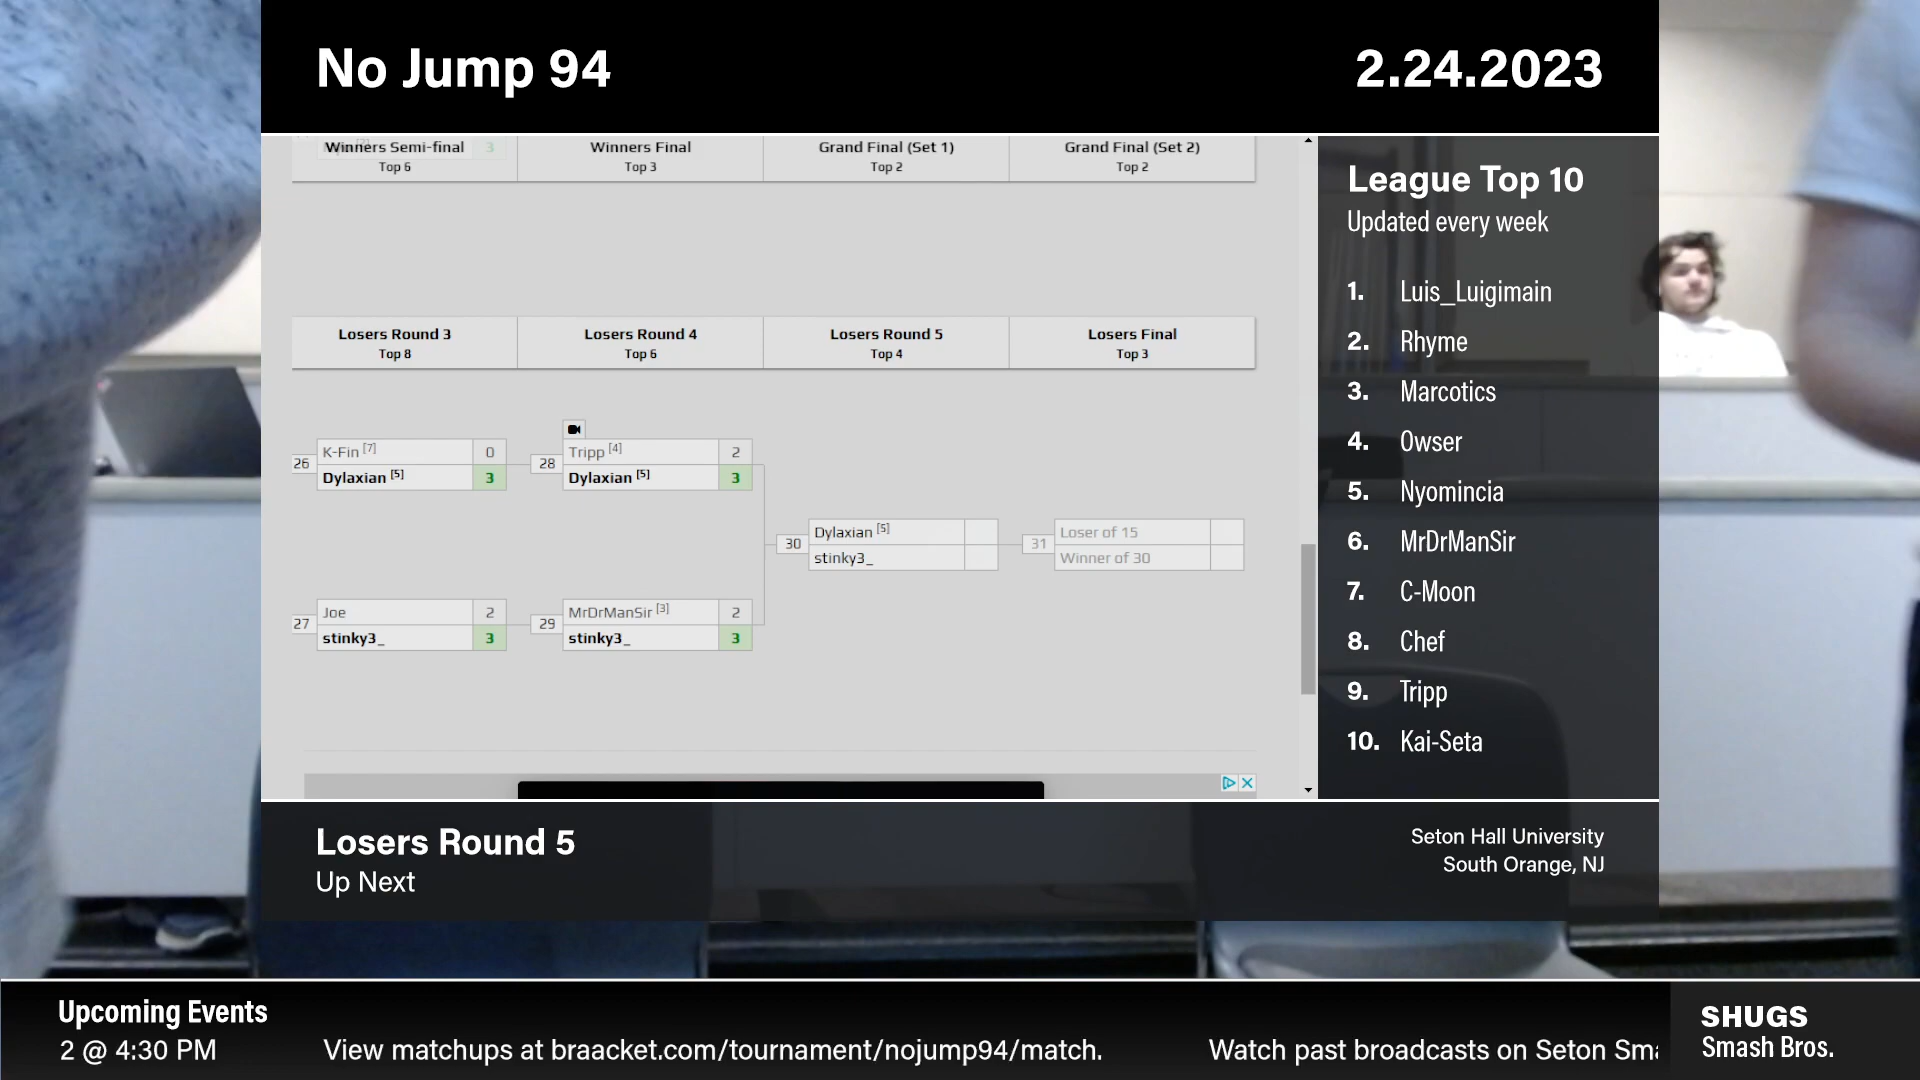 No Jump 94
2.24.2023
Winners Semi-final
3
Top 6
Winners Final
Top 3
Grand Final (Set 1)
Top 2
Grand Final (Set 2)
Top 2
Losers Round 3
Top 8
Losers Round 4
Top 6
Losers Round 5
Top 4
Losers Final
Top 3
26
K-Fin [7] 0
Dylaxian [5] 3
28
Tripp [4] 2
Dylaxian [5] 3
30
Dylaxian [5]
stinky3_
31
Loser of 15
Winner of 30
27
Joe 2
stinky3_ 3
29
MrDrManSir [3] 2
stinky3_ 3
League Top 10
Updated every week
1. Luis_Luigimain
2. Rhyme
3. Marcotics
4. Owser
5. Nyomincia
6. MrDrManSir
7. C-Moon
8. Chef
9. Tripp
10. Kai-Seta
Losers Round 5
Up Next
Seton Hall University
South Orange, NJ
Upcoming Events
2 @ 4:30 PM
View matchups at braacket.com/tournament/nojump94/match.
Watch past broadcasts on Seton Sma
SHUGS
Smash Bros.